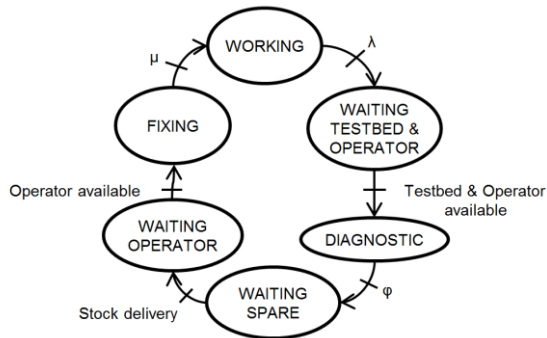 WORKING
μ
λ
FIXING
WAITING
TESTBED &
OPERATOR
Operator available
Testbed & Operator
available
WAITING
OPERATOR
DIAGNOSTIC
Stock delivery
WAITING
SPARE
φ